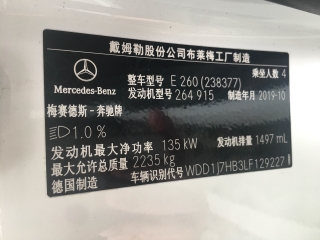 戴姆勒股份公司布莱梅工厂制造
Mercedes-Benz
整车型号 E 260 (238377) 乘坐人数 4
发动机型号 264 915 制造年月 2019-10
梅赛德斯-奔驰牌
1.0 %
发动机最大净功率 135 kW 发动机排量 1497 mL
最大允许总质量 2235 kg
德国制造 车辆识别代号 WDD1J7HB3LF129227